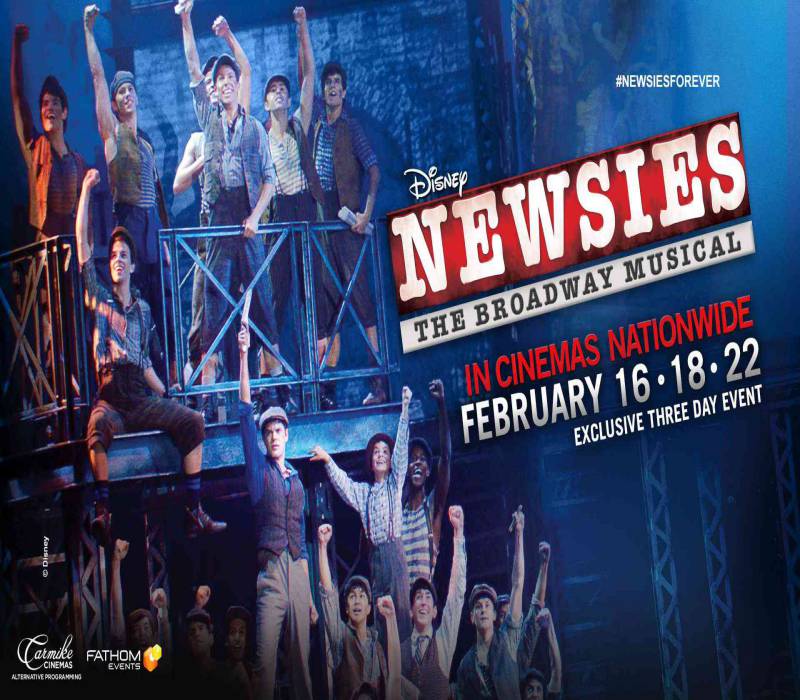 #NEWSIESFOREVER
Disney
NEWSIES
THE BROADWAY MUSICAL
IN CINEMAS NATIONWIDE
FEBRUARY 16 • 18 • 22
EXCLUSIVE THREE DAY EVENT
© Disney
Carmike
CINEMAS
ALTERNATIVE PROGRAMMING
FATHOM
EVENTS